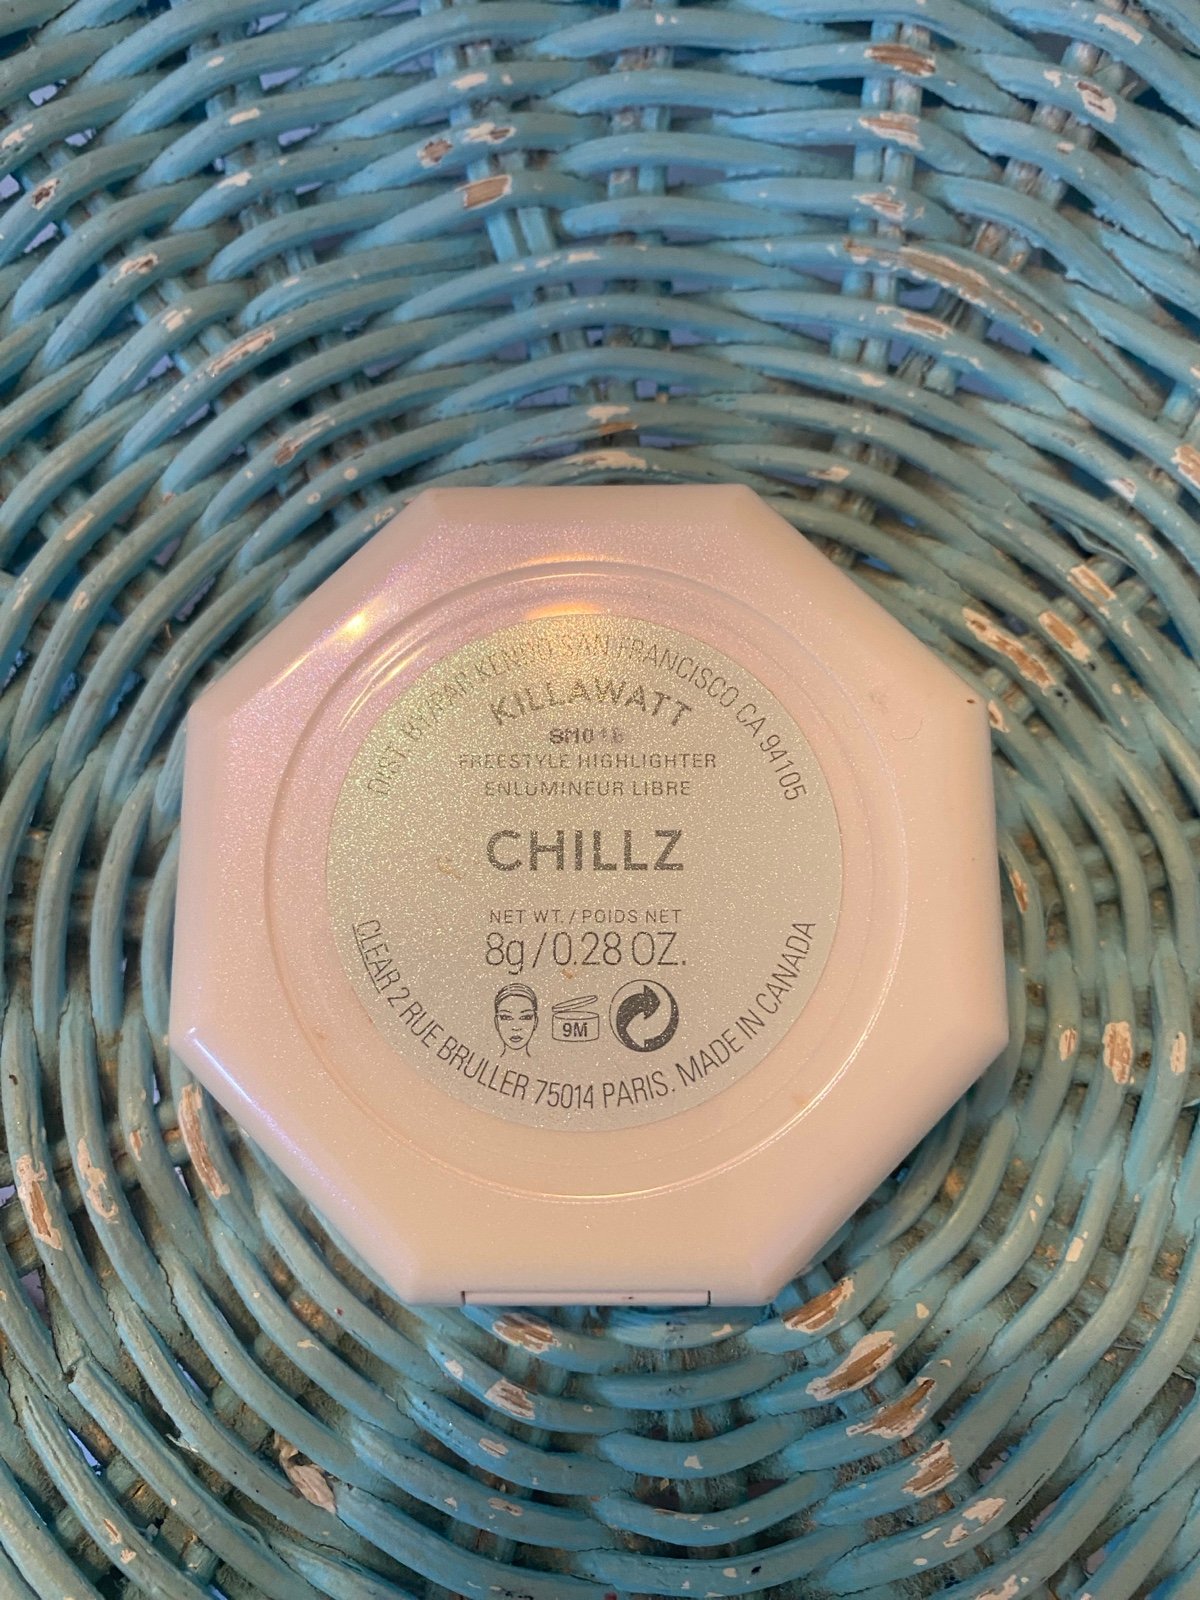 DIST. BY/PAR KENDO SAN FRANCISCO CA 94105
KILLAWATT
FREESTYLE HIGHLIGHTER
ENLUMINEUR LIBRE
CHILLZ
NET WT. / POIDS NET
8g/0.28 OZ.
9M
CLEAR 2 RUE BRULLER 75014 PARIS. MADE IN CANADA